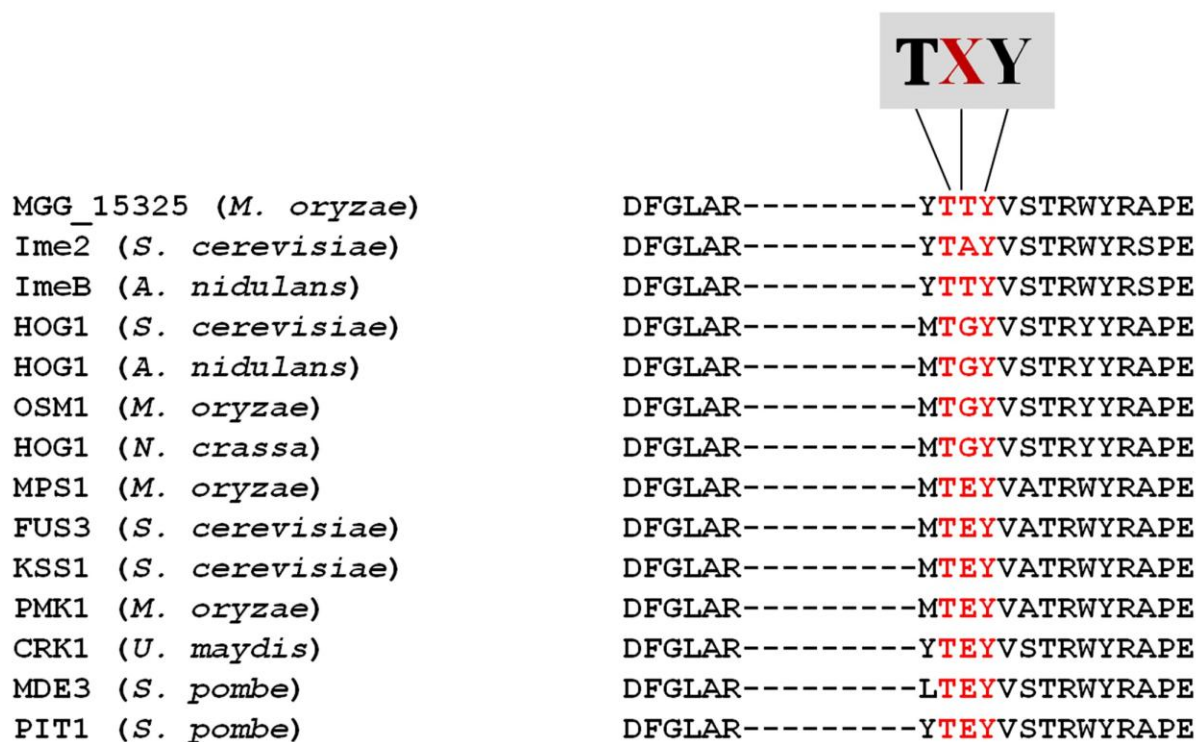 TXY
MGG_15325 (M. oryzae) DFGLAR---------YTTYVSTRWYRAPE
Ime2 (S. cerevisiae) DFGLAR---------YTAYVSTRWYRSPE
ImeB (A. nidulans) DFGLAR---------YTTYVSTRWYRSPE
HOG1 (S. cerevisiae) DFGLAR---------MTGYVSTRYYRAPE
HOG1 (A. nidulans) DFGLAR---------MTGYVSTRYYRAPE
OSM1 (M. oryzae) DFGLAR---------MTGYVSTRYYRAPE
HOG1 (N. crassa) DFGLAR---------MTGYVSTRYYRAPE
MPS1 (M. oryzae) DFGLAR---------MTEYVATRWYRAPE
FUS3 (S. cerevisiae) DFGLAR---------MTEYVATRWYRAPE
KSS1 (S. cerevisiae) DFGLAR---------MTEYVATRWYRAPE
PMK1 (M. oryzae) DFGLAR---------MTEYVATRWYRAPE
CRK1 (U. maydis) DFGLAR---------YTEYVSTRWYRAPE
MDE3 (S. pombe) DFGLAR---------LTEYVSTRWYRAPE
PIT1 (S. pombe) DFGLAR---------YTEYVSTRWYRAPE